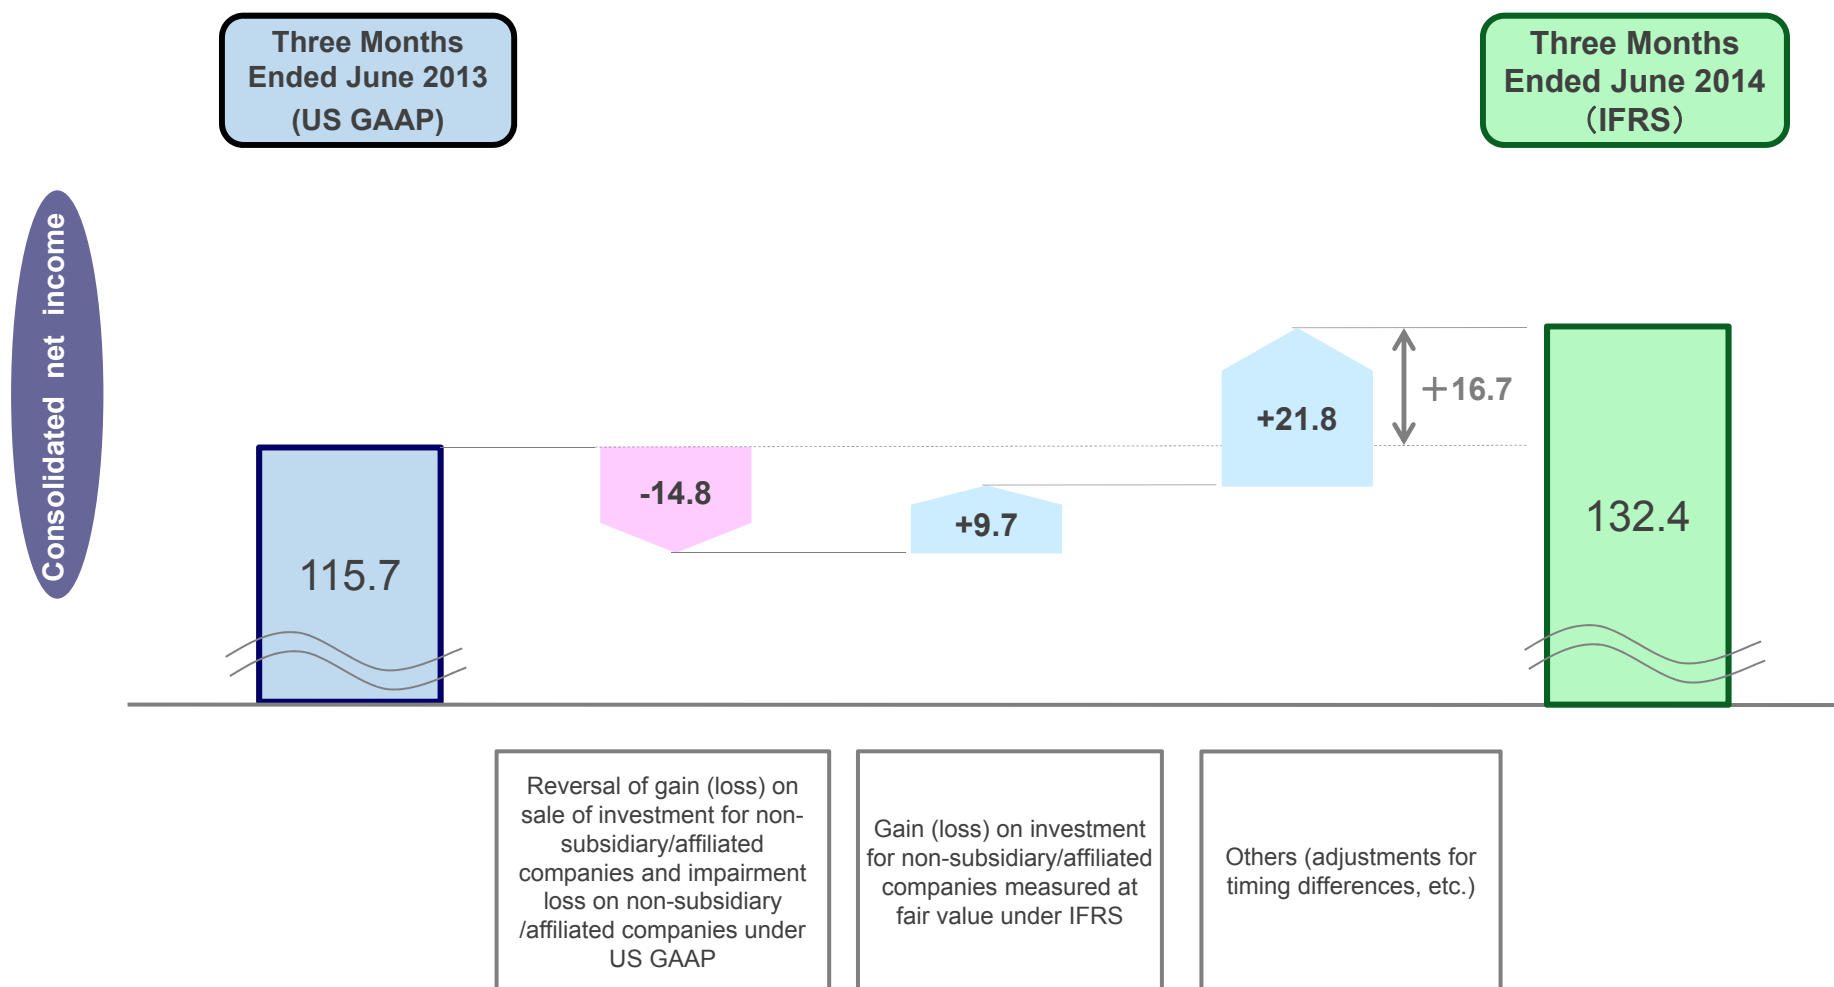 Three Months
Ended June 2013
(US GAAP)
Three Months
Ended June 2014
（IFRS）
Consolidated net income
115.7
-14.8
+9.7
+21.8
＋16.7
132.4
Reversal of gain (loss) on
sale of investment for non-
subsidiary/affiliated
companies and impairment
loss on non-subsidiary
/affiliated companies under
US GAAP
Gain (loss) on investment
for non-subsidiary/affiliated
companies measured at
fair value under IFRS
Others (adjustments for
timing differences, etc.)